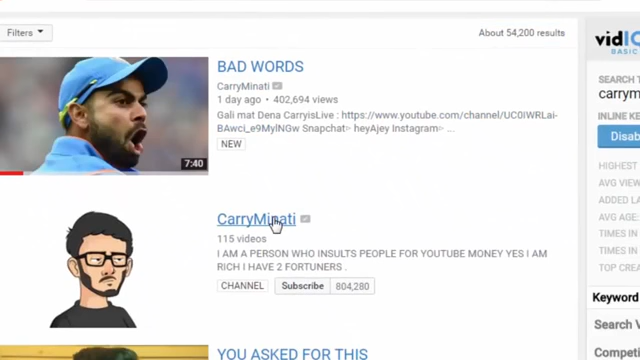 Filters
About 54,200 results
BAD WORDS
CarryMinati
1 day ago • 402,694 views
Gali mat Dena CarryisLive : https://www.youtube.com/channel/UC0IWRLai-
BAwci_e9MylNGw Snapchat▹ heyAjey Instagram▹ ...
NEW
7:40
CarryMinati
115 videos
I AM A PERSON WHO INSULTS PEOPLE FOR YOUTUBE MONEY YES I AM
RICH I HAVE 2 FORTUNERS .
CHANNEL
Subscribe 804,280
YOU ASKED FOR THIS
vidIQ
BASIC
SEARCH T
carrym
INLINE KE
Disab
HIGHEST
AVG VIEW
ADDED LA
AVG AGE:
TIMES IN
TIMES IN
TOP CREA
Keyword
Search V
Competi